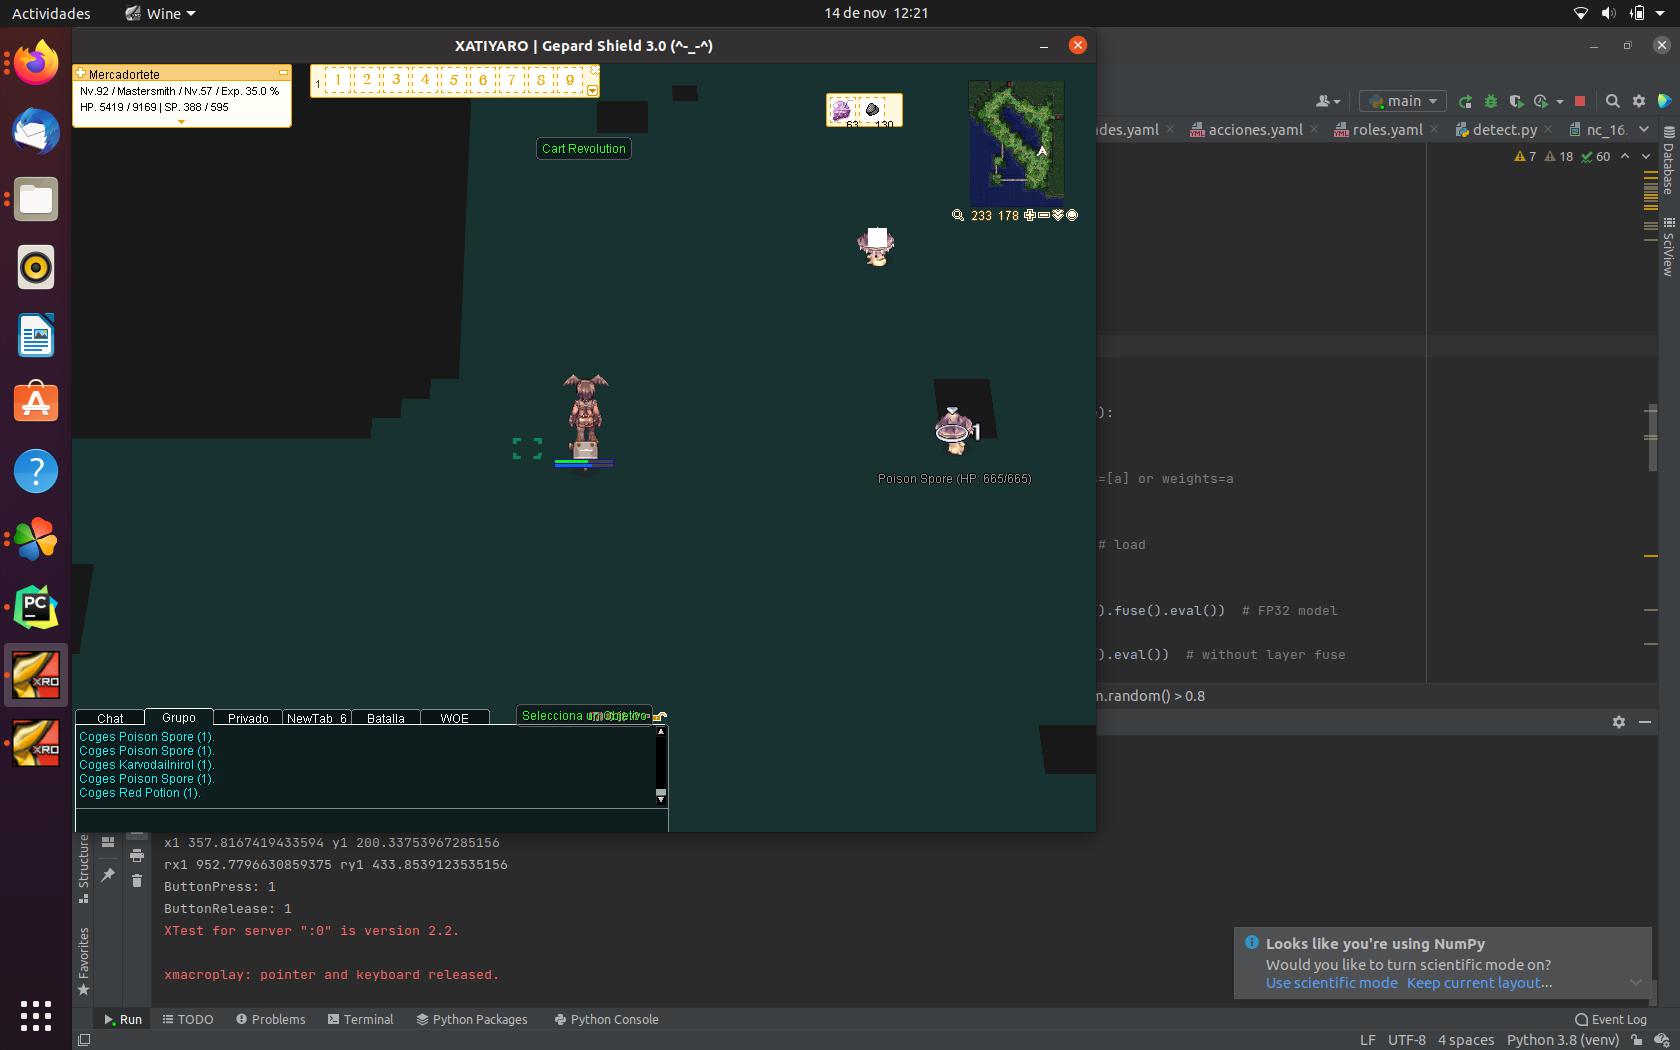 Actividades
Wine
14 de nov 12:21
XATIYARO | Gepard Shield 3.0 (^-_-^)
Mercadortete
Nv.92 / Mastersmith / Nv.57 / Exp. 35.0 %
HP. 5419 / 9169 | SP. 388 / 595
1 1 2 3 4 5 6 7 8 9
63 130
Cart Revolution
233 178
main
ades.yaml
acciones.yaml
roles.yaml
detect.py
nc_16.
7 18 60
Database
SciView
):
=[a] or weights=a
# load
).fuse().eval()) # FP32 model
).eval()) # without layer fuse
m.random() > 0.8
1
Poison Spore (HP: 665/665)
Chat Grupo Privado NewTab_6 Batalla WOE
Coges Poison Spore (1).
Coges Poison Spore (1).
Coges Karvodailnirol (1).
Coges Poison Spore (1).
Coges Red Potion (1).
x1 357.8167419433594 y1 200.33753967285156
rx1 952.7796630859375 ry1 433.8539123535156
ButtonPress: 1
ButtonRelease: 1
XTest for server ":0" is version 2.2.
xmacroplay: pointer and keyboard released.
Structure
Favorites
Looks like you're using NumPy
Would you like to turn scientific mode on?
Use scientific mode Keep current layout...
Run TODO Problems Terminal Python Packages Python Console
Event Log
LF UTF-8 4 spaces Python 3.8 (venv)
PC
XRO
XRO